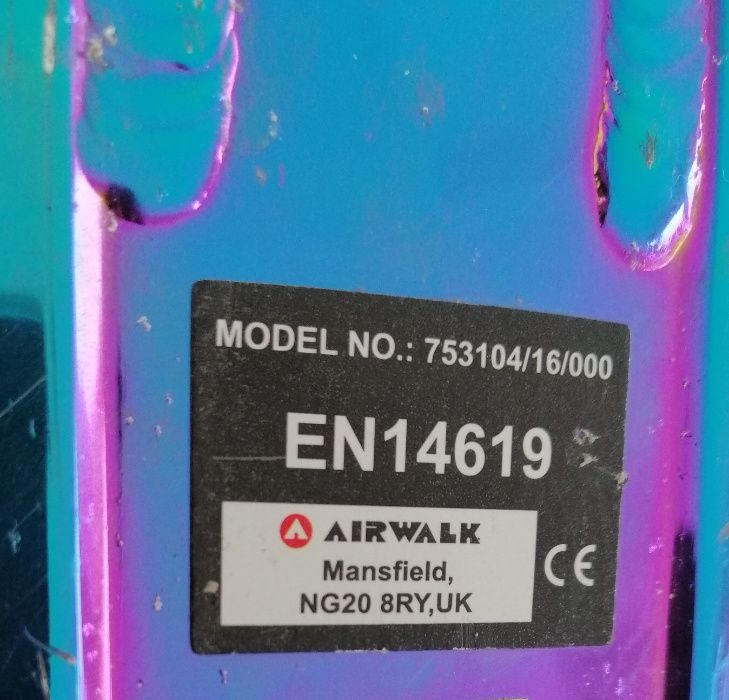 MODEL NO.: 753104/16/000
EN14619
AIRWALK
Mansfield,
NG20 8RY,UK
CE